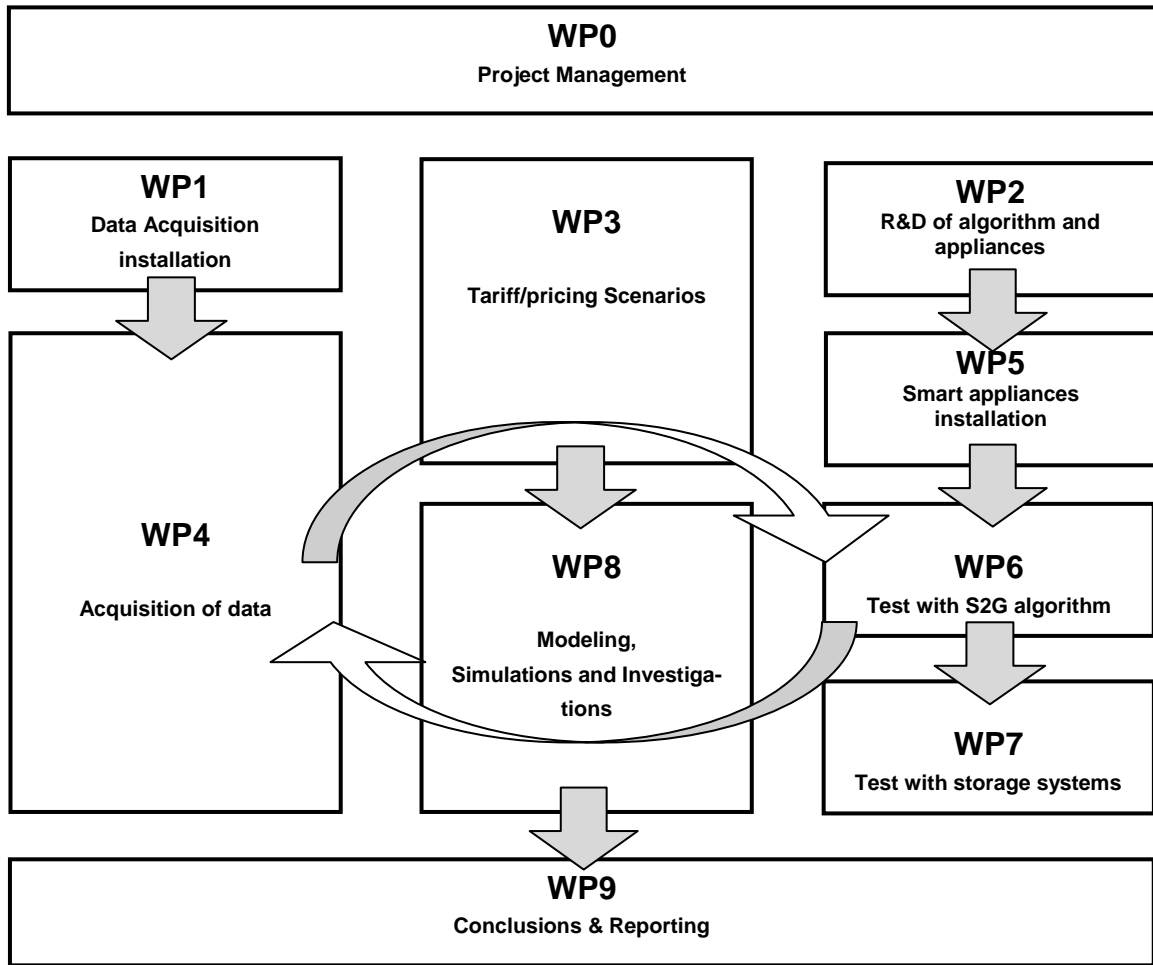 WP0
Project Management
WP1
Data Acquisition
installation
WP3
Tariff/pricing Scenarios
WP2
R&D of algorithm and
appliances
WP5
Smart appliances
installation
WP4
Acquisition of data
WP8
Modeling,
Simulations and Investiga-
tions
WP6
Test with S2G algorithm
WP7
Test with storage systems
WP9
Conclusions & Reporting